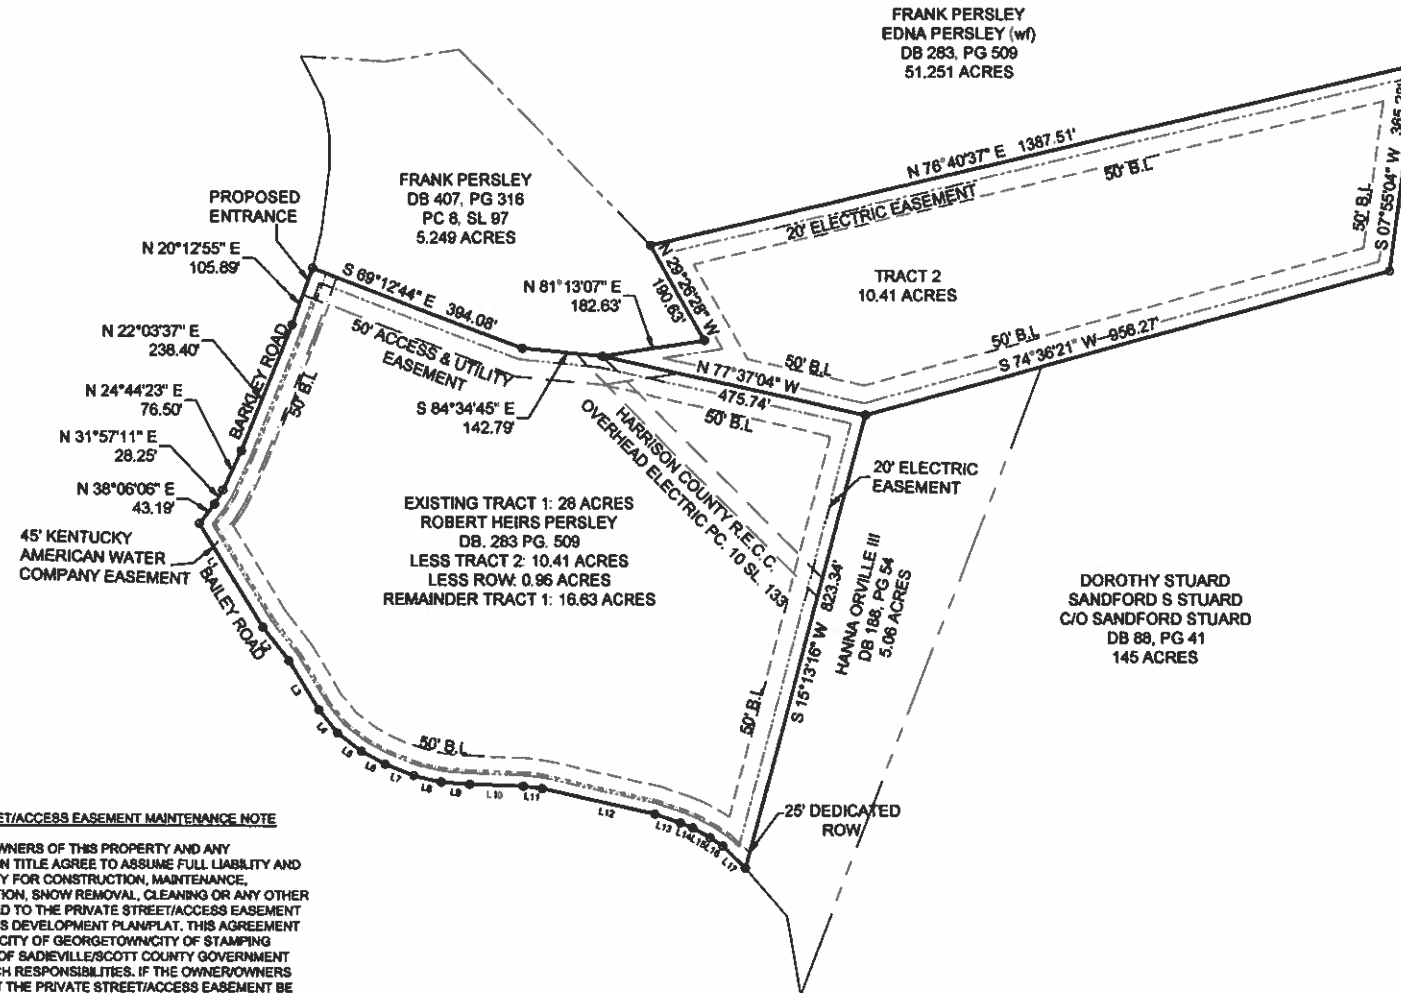 FRANK PERSLEY
EDNA PERSLEY (wf)
DB 283, PG 509
51.251 ACRES
N 76°40'37" E 1387.51'
50' B.L
20' ELECTRIC EASEMENT
50' B.L
S 07°55'04" W 365.28'
TRACT 2
10.41 ACRES
50' B.L
50' B.L
S 74°36'21" W 956.27'
N 29°26'28" W
190.63'
FRANK PERSLEY
DB 407, PG 316
PC 8, SL 97
5.249 ACRES
PROPOSED
ENTRANCE
N 20°12'55" E
105.89'
S 69°12'44" E 394.08'
N 81°13'07" E
182.63'
50' ACCESS & UTILITY
EASEMENT
S 84°34'45" E
142.79'
N 77°37'04" W
475.74'
50' B.L
N 22°03'37" E
238.40'
BARKLEY ROAD
50' B.L
N 24°44'23" E
76.50'
N 31°57'11" E
28.25'
N 38°06'06" E
43.19'
45' KENTUCKY
AMERICAN WATER
COMPANY EASEMENT
HARRISON COUNTY R.E.C.C.
OVERHEAD ELECTRIC PC. 10 SL. 133
20' ELECTRIC
EASEMENT
EXISTING TRACT 1: 28 ACRES
ROBERT HEIRS PERSLEY
DB. 283 PG. 509
LESS TRACT 2: 10.41 ACRES
LESS ROW: 0.96 ACRES
REMAINDER TRACT 1: 16.63 ACRES
S 15°13'16" W 823.34'
HANNA ORVILLE III
DB 188, PG 54
5.06 ACRES
DOROTHY STUARD
SANDFORD S STUARD
C/O SANDFORD STUARD
DB 88, PG 41
145 ACRES
L1
BAILEY ROAD
L2
L3
L4
L5
L6
L7
L8
L9
L10
L11
L12
L13
L14
L15
L16
L17
50' B.L
50' B.L
25' DEDICATED
ROW
ET/ACCESS EASEMENT MAINTENANCE NOTE
WNERS OF THIS PROPERTY AND ANY
N TITLE AGREE TO ASSUME FULL LIABILITY AND
Y FOR CONSTRUCTION, MAINTENANCE,
TION, SNOW REMOVAL, CLEANING OR ANY OTHER
D TO THE PRIVATE STREET/ACCESS EASEMENT
S DEVELOPMENT PLAN/PLAT. THIS AGREEMENT
CITY OF GEORGETOWN/CITY OF STAMPING
OF SADIEVILLE/SCOTT COUNTY GOVERNMENT
CH RESPONSIBILITIES. IF THE OWNER/OWNERS
T THE PRIVATE STREET/ACCESS EASEMENT BE